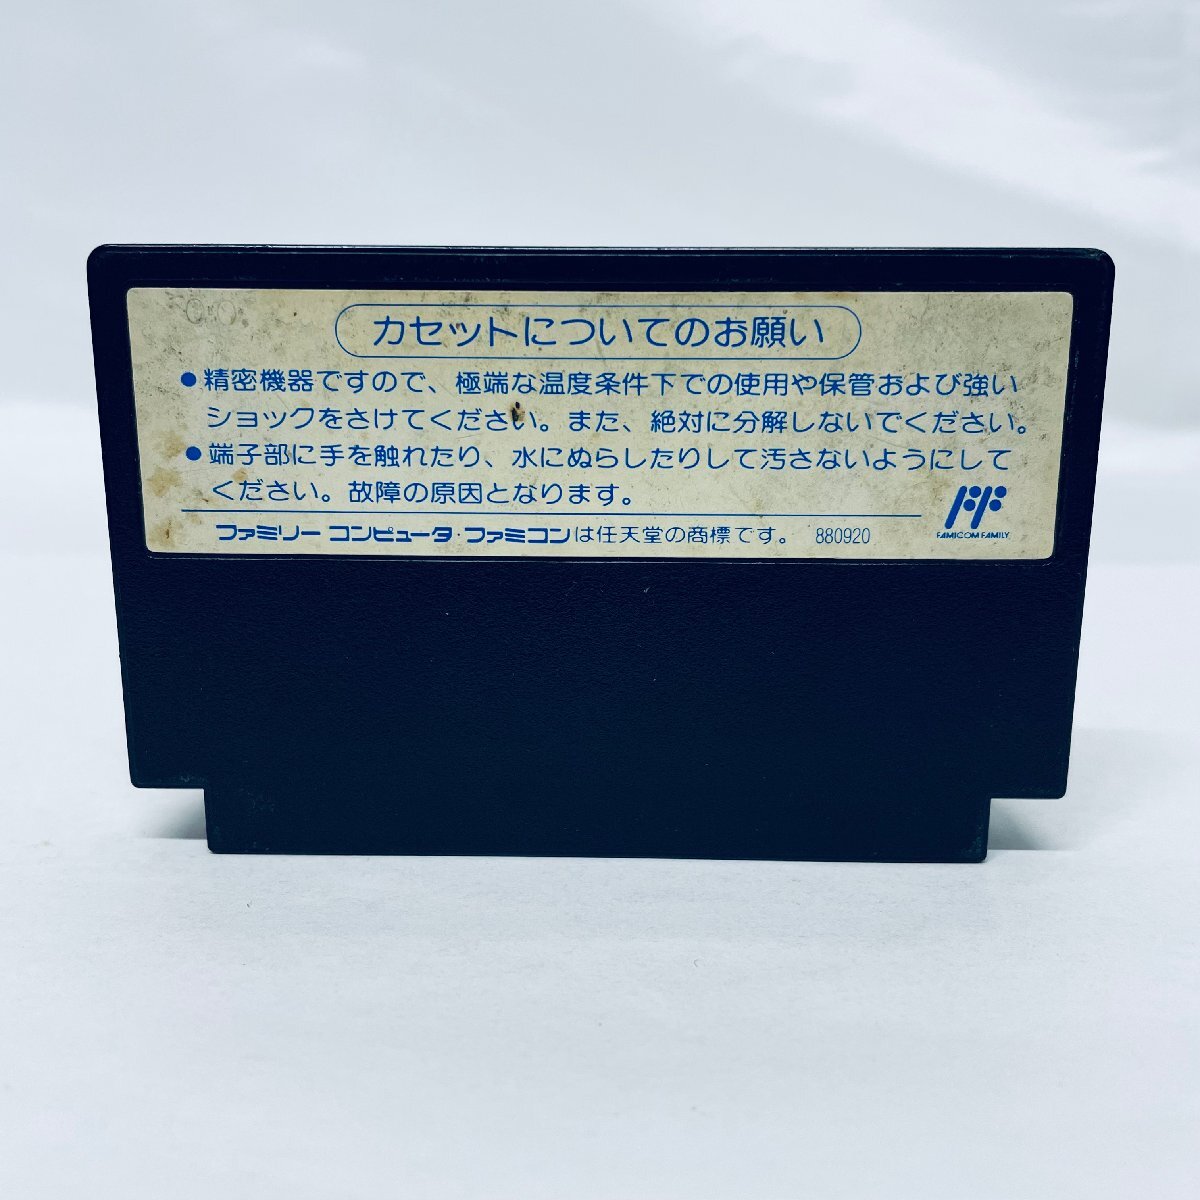 カセットについてのお願い
●精密機器ですので、極端な温度条件下での使用や保管および強い
ショックをさけてください。また、絶対に分解しないでください。
●端子部に手を触れたり、水にぬらしたりして汚さないようにして
ください。故障の原因となります。
ファミリーコンピュータ・ファミコンは任天堂の商標です。 880920
FAMICOM FAMILY